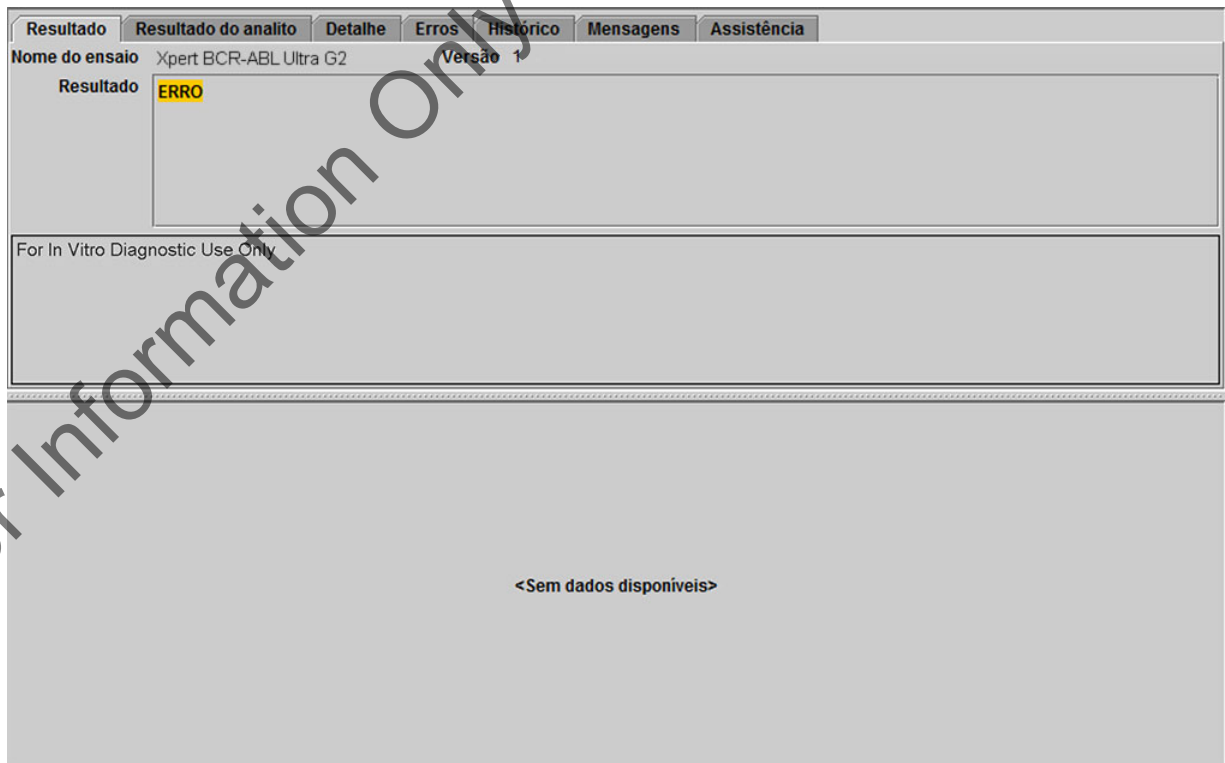 Resultado Resultado do analito Detalhe Erros Histórico Mensagens Assistência
Nome do ensaio Xpert BCR-ABL Ultra G2 Versão 1
Resultado ERRO
For In Vitro Diagnostic Use Only
<Sem dados disponíveis>
For Information Only